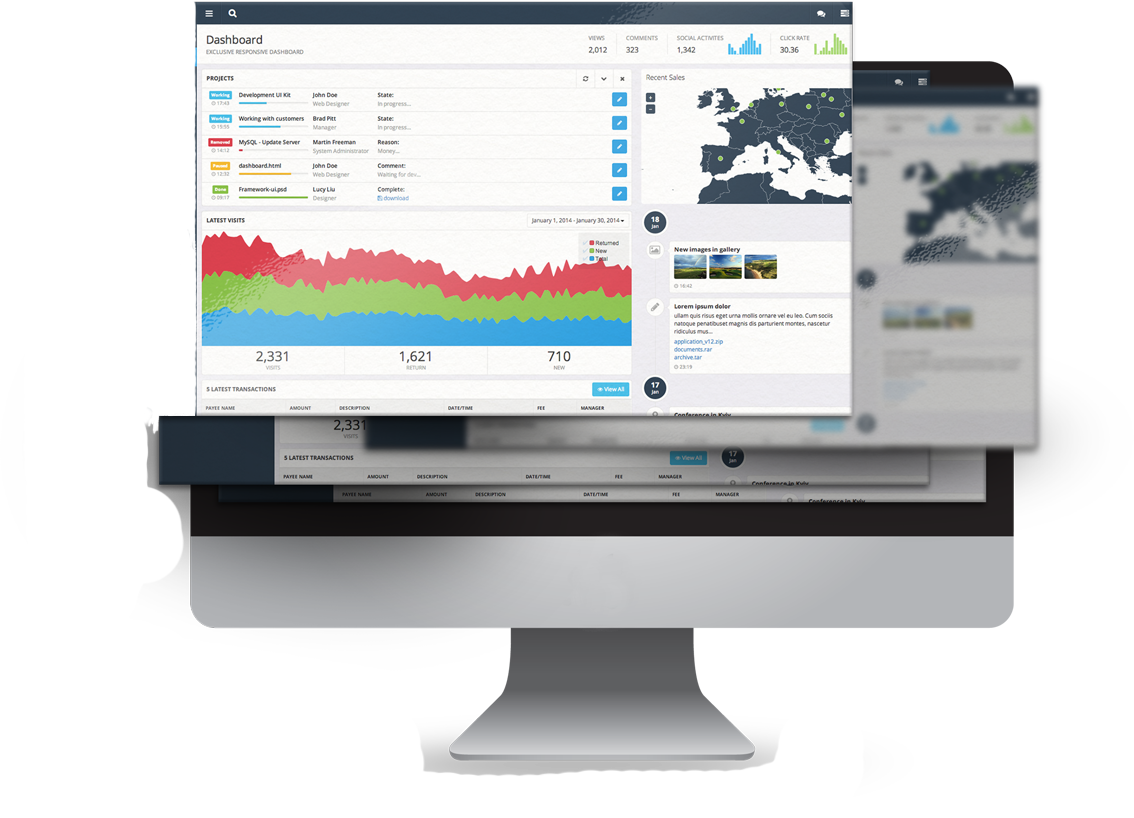 Dashboard
EXCLUSIVE RESPONSIVE DASHBOARD
VIEWS
2,012
COMMENTS
323
SOCIAL ACTIVITES
1,342
CLICK RATE
30.36
PROJECTS
Working Development UI Kit John Doe State:
17:43 Web Designer In progress...
Working Working with customers Brad Pitt State:
15:55 Manager In progress...
Removed MySQL - Update Server Martin Freeman Reason:
14:12 System Administrator Money...
Paused dashboard.html John Doe Comment:
12:32 Web Designer Waiting for dev...
Done Framework-ui.psd Lucy Liu Complete:
09:17 Designer download
Recent Sales
+
-
LATEST VISITS
January 1, 2014 - January 30, 2014
Returned
New
Total
2,331
VISITS
1,621
RETURN
710
NEW
18
Jan
New images in gallery
16:42
Lorem ipsum dolor
ullam quis risus eget urna mollis ornare vel eu leo. Cum sociis
natoque penatibuset magnis dis parturient montes, nascetur
ridiculus mus...
application_v12.zip
documents.rar
archive.tar
23:19
17
Jan
Conference in Kyiv
5 LATEST TRANSACTIONS
View All
PAYEE NAME AMOUNT DESCRIPTION DATE/TIME FEE MANAGER
2,331
VISITS
5 LATEST TRANSACTIONS
View All
17
Jan
PAYEE NAME AMOUNT DESCRIPTION DATE/TIME FEE MANAGER
Conference in Kyiv
PAYEE NAME AMOUNT DESCRIPTION DATE/TIME FEE MANAGER
Conference in Kyiv